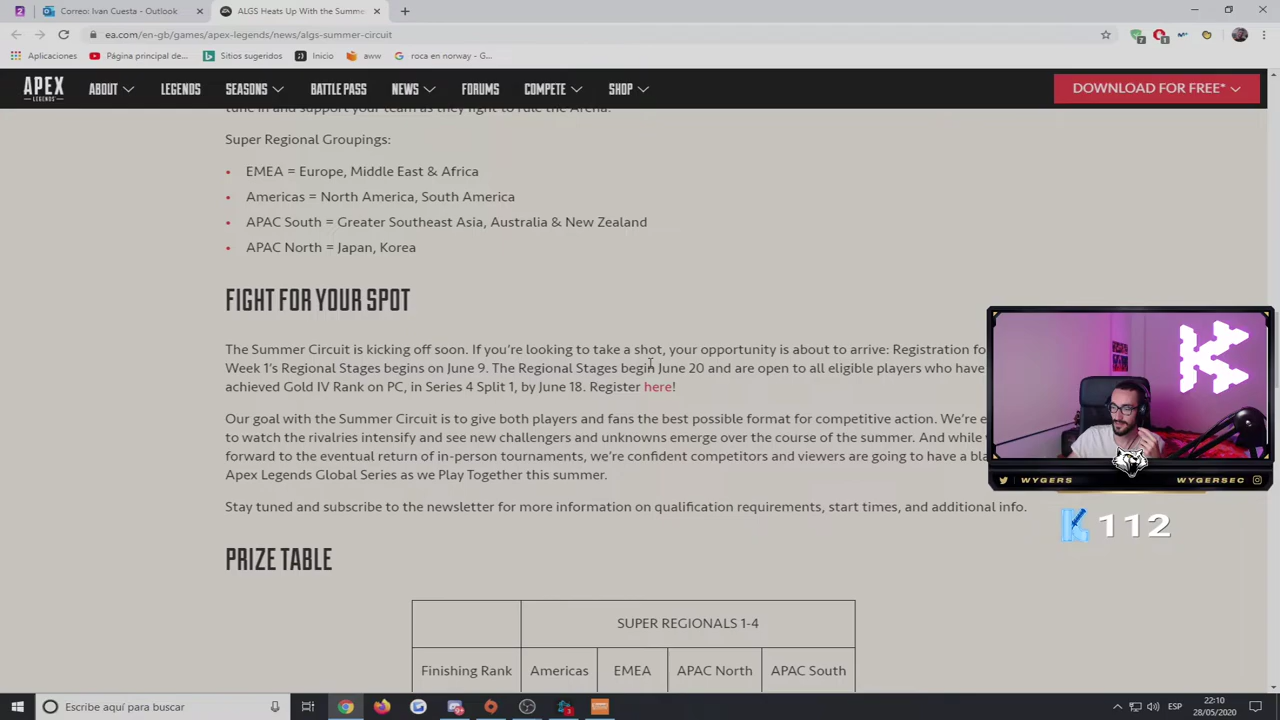 Correo: Ivan Cuesta - Outlook
ALGS Heats Up With the Summe
ea.com/en-gb/games/apex-legends/news/algs-summer-circuit
Aplicaciones
Página principal de...
Sitios sugeridos
Inicio
aww
roca en norway - G...
APEX LEGENDS
ABOUT
LEGENDS
SEASONS
BATTLE PASS
NEWS
FORUMS
COMPETE
SHOP
DOWNLOAD FOR FREE*
tune in and support your team as they fight to rule the Arena.
Super Regional Groupings:
• EMEA = Europe, Middle East & Africa
• Americas = North America, South America
• APAC South = Greater Southeast Asia, Australia & New Zealand
• APAC North = Japan, Korea
FIGHT FOR YOUR SPOT
The Summer Circuit is kicking off soon. If you're looking to take a shot, your opportunity is about to arrive: Registration fo
Week 1's Regional Stages begins on June 9. The Regional Stages begin June 20 and are open to all eligible players who have
achieved Gold IV Rank on PC, in Series 4 Split 1, by June 18. Register here!
Our goal with the Summer Circuit is to give both players and fans the best possible format for competitive action. We're e
to watch the rivalries intensify and see new challengers and unknowns emerge over the course of the summer. And while
forward to the eventual return of in-person tournaments, we're confident competitors and viewers are going to have a bla
Apex Legends Global Series as we Play Together this summer.
Stay tuned and subscribe to the newsletter for more information on qualification requirements, start times, and additional info.
WYGERS
WYGERSEC
112
PRIZE TABLE
SUPER REGIONALS 1-4
Finishing Rank
Americas
EMEA
APAC North
APAC South
Escribe aquí para buscar
ESP
22:10
28/05/2020